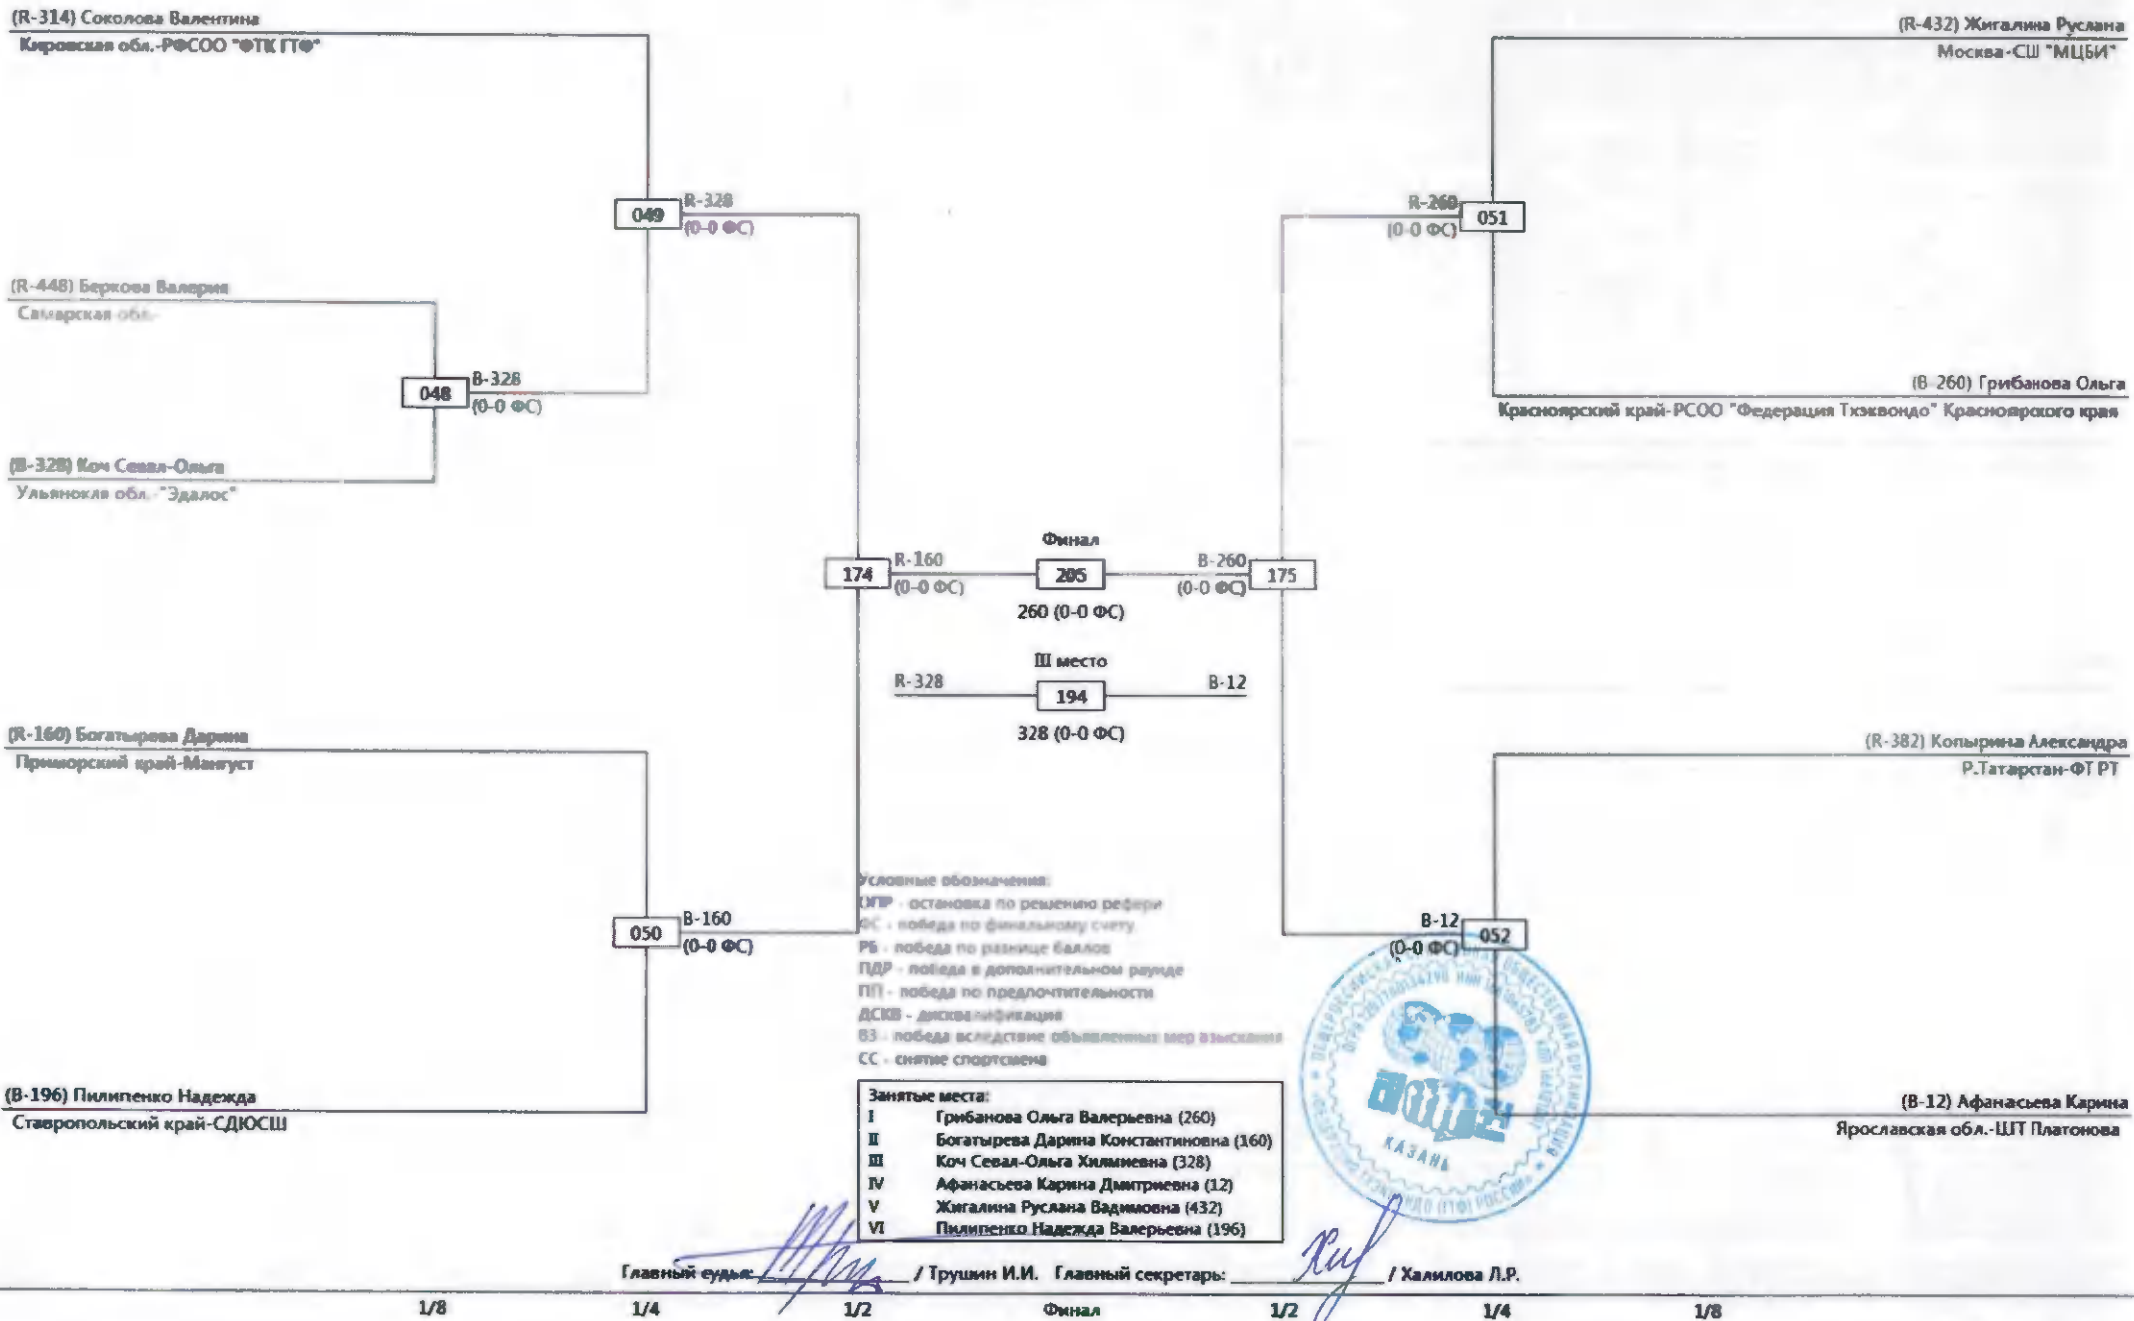 (R-314) Соколова Валентина
Кировская обл.-РФСОО "ФТК ГТФ"
(R-432) Жигалина Руслана
Москва-СШ "МЦБИ"
049
R-328
(0-0 ФС)
R-260
(0-0 ФС)
051
(R-448) Беркова Валерия
Самарская обл.-
048
B-328
(0-0 ФС)
(B-260) Грибанова Ольга
Красноярский край-РСОО "Федерация Тхэквондо" Красноярского края
(B-328) Коч Севал-Ольга
Ульянокля обл.-"Эдалос"
Финал
174
R-160
(0-0 ФС)
205
B-260
(0-0 ФС)
175
260 (0-0 ФС)
III место
R-328
194
B-12
328 (0-0 ФС)
(R-160) Богатырева Дарина
Приморский край-Мангуст
(R-382) Копырина Александра
Р.Татарстан-ФТ РТ
050
B-160
(0-0 ФС)
B-12
(0-0 ФС)
052
Условные обозначения:
ОПР - остановка по решению рефери
ФС - победа по финальному счету
РБ - победа по разнице баллов
ПДР - победа в дополнительном раунде
ПП - победа по предпочтительности
ДСКВ - дисквалификация
ВЗ - победа вследствие объявленных мер взыскания
СС - снятие спортсмена
(B-196) Пилипенко Надежда
Ставропольский край-СДЮСШ
(B-12) Афанасьева Карина
Ярославская обл.-ШТ Платонова
Занятые места:
I Грибанова Ольга Валерьевна (260)
II Богатырева Дарина Константиновна (160)
III Коч Севал-Ольга Хилмиевна (328)
IV Афанасьева Карина Дмитриевна (12)
V Жигалина Руслана Вадимовна (432)
VI Пилипенко Надежда Валерьевна (196)
КАЗАНЬ
Главный судья: / Трушин И.И. Главный секретарь: / Халилова Л.Р.
1/8 1/4 1/2 Финал 1/2 1/4 1/8